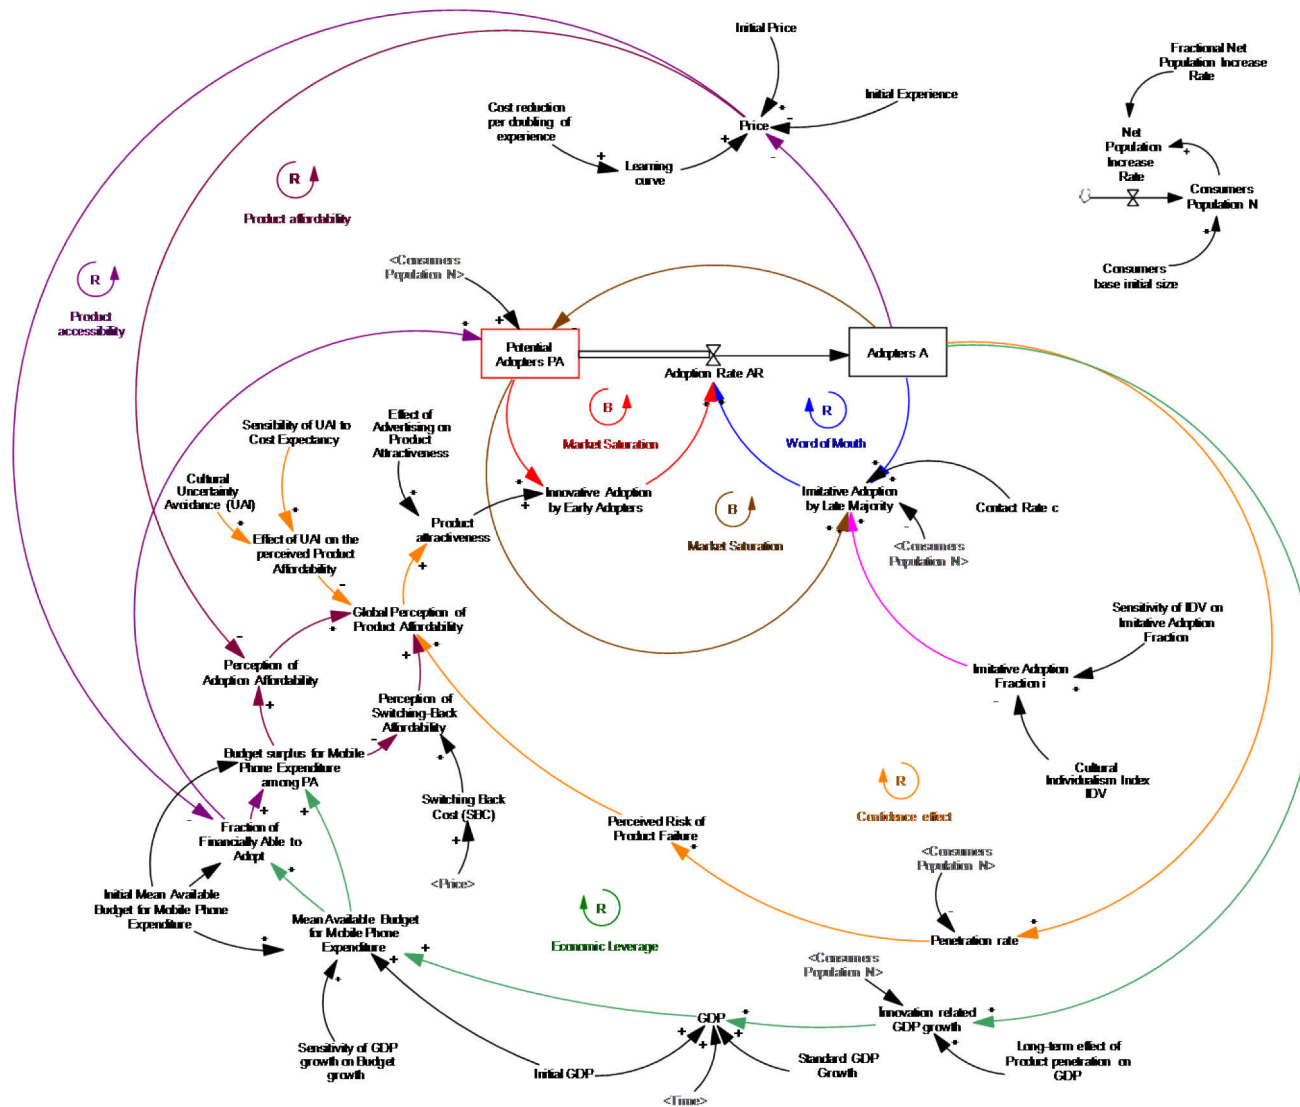 Initial Price
Fractional Net
Population Increase
Rate
Cost reduction
per doubling of
experience
Initial Experience
Price
Net
Population
Increase
Rate
Learning
curve
Consumers
Population N
R
Product affordability
<Consumers
Population N>
Consumers
base initial size
R
Product
accessibility
Potential
Adopters PA
Adoption Rate AR
Adopters A
B
Market Saturation
R
Word of Mouth
Sensibility of UAI to
Cost Expectancy
Effect of
Advertising on
Product
Attractiveness
Cultural
Uncertainty
Avoidance (UAI)
Innovative Adoption
by Early Adopters
Imitative Adoption
by Late Majority
Contact Rate c
Product
attractiveness
B
Market Saturation
<Consumers
Population N>
Effect of UAI on the
perceived Product
Affordability
Global Perception of
Product Affordability
Sensitivity of IDV on
Imitative Adoption
Fraction
Perception of
Adoption Affordability
Imitative Adoption
Fraction i
Perception of
Switching-Back
Affordability
Budget surplus for Mobile
Phone Expenditure
among PA
Cultural
Individualism Index
IDV
Switching Back
Cost (SBC)
R
Confidence effect
Fraction of
Financially Able to
Adopt
Perceived Risk of
Product Failure
<Consumers
Population N>
<Price>
Initial Mean Available
Budget for Mobile Phone
Expenditure
Mean Available Budget
for Mobile Phone
Expenditure
R
Economic Leverage
Penetration rate
<Consumers
Population N>
GDP
Innovation related
GDP growth
Sensitivity of GDP
growth on Budget
growth
Initial GDP
Standard GDP
Growth
Long-term effect of
Product penetration on
GDP
<Time>